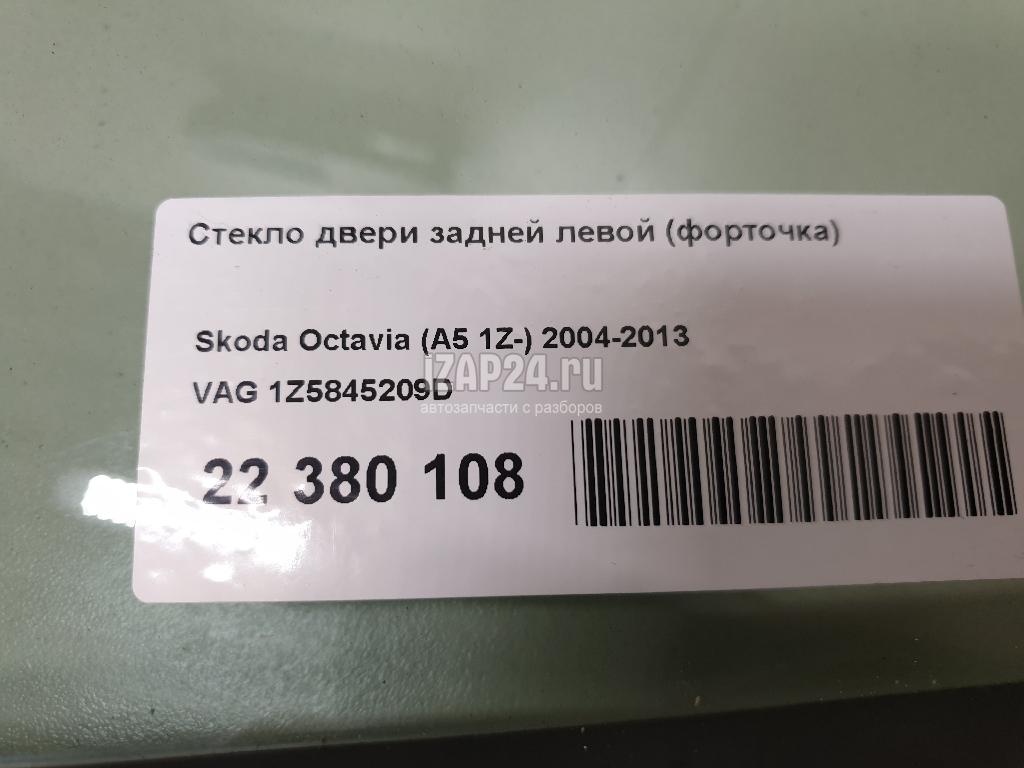 Стекло двери задней левой (форточка)
Skoda Octavia (A5 1Z-) 2004-2013
iZAP24.ru
VAG 1Z5845209D
автозапчасти с разборов
22 380 108